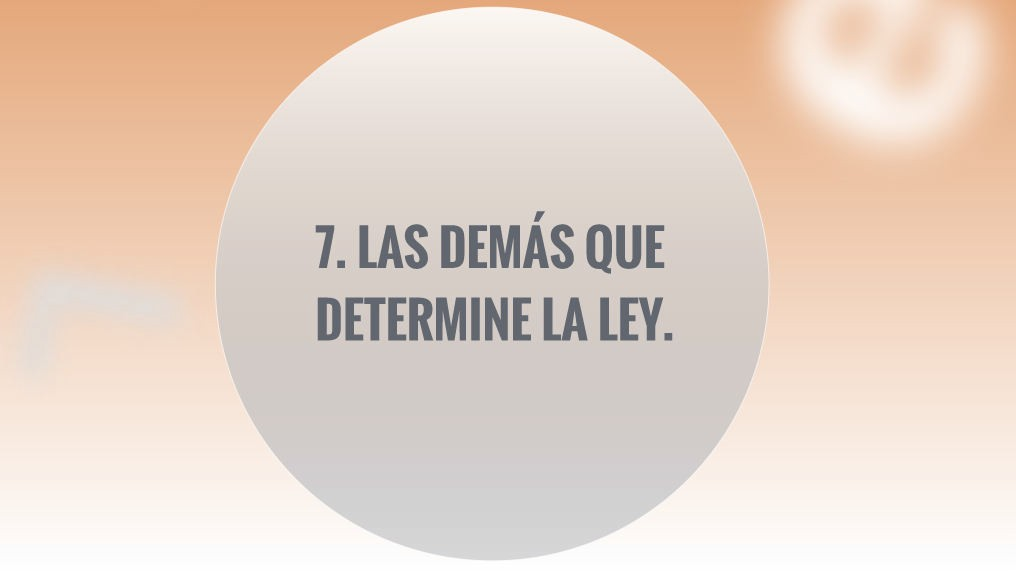 7. LAS DEMÁS QUE
DETERMINE LA LEY.